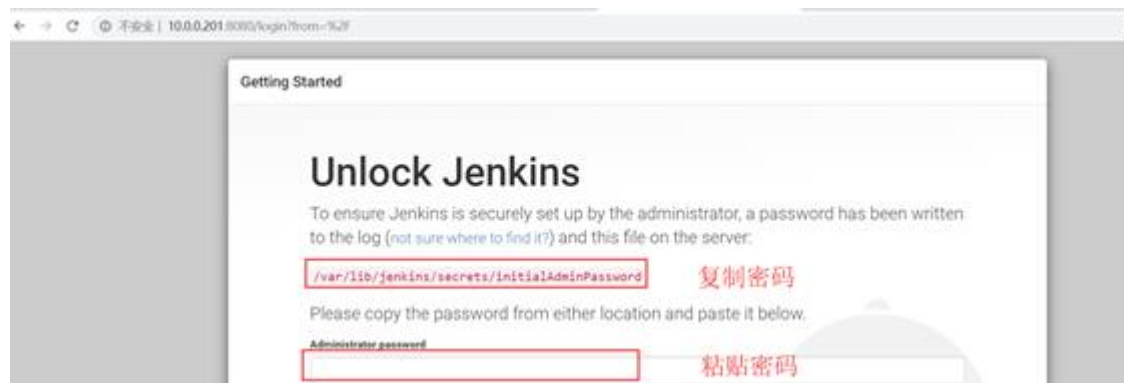 不安全 | 10.0.0.201:8080/login?from=%2F
Getting Started
Unlock Jenkins
To ensure Jenkins is securely set up by the administrator, a password has been written
to the log (not sure where to find it?) and this file on the server:
/var/lib/jenkins/secrets/initialAdminPassword 复制密码
Please copy the password from either location and paste it below.
Administrator password
粘贴密码